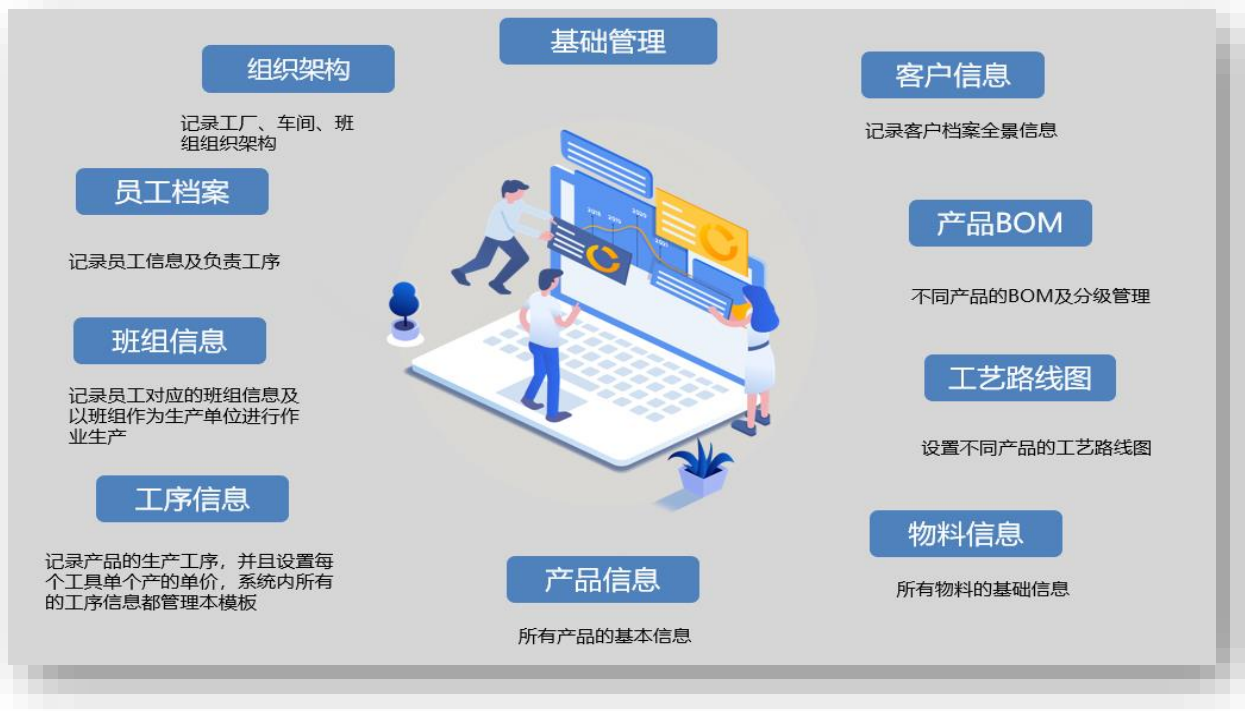 基础管理
组织架构
记录工厂、车间、班
组组织架构
员工档案
记录员工信息及负责工序
班组信息
记录员工对应的班组信息及
以班组作为生产单位进行作
业生产
工序信息
记录产品的生产工序，并且设置每
个工具单个产的单价，系统内所有
的工序信息都管理本模板
产品信息
所有产品的基本信息
客户信息
记录客户档案全景信息
产品BOM
不同产品的BOM及分级管理
工艺路线图
设置不同产品的工艺路线图
物料信息
所有物料的基础信息